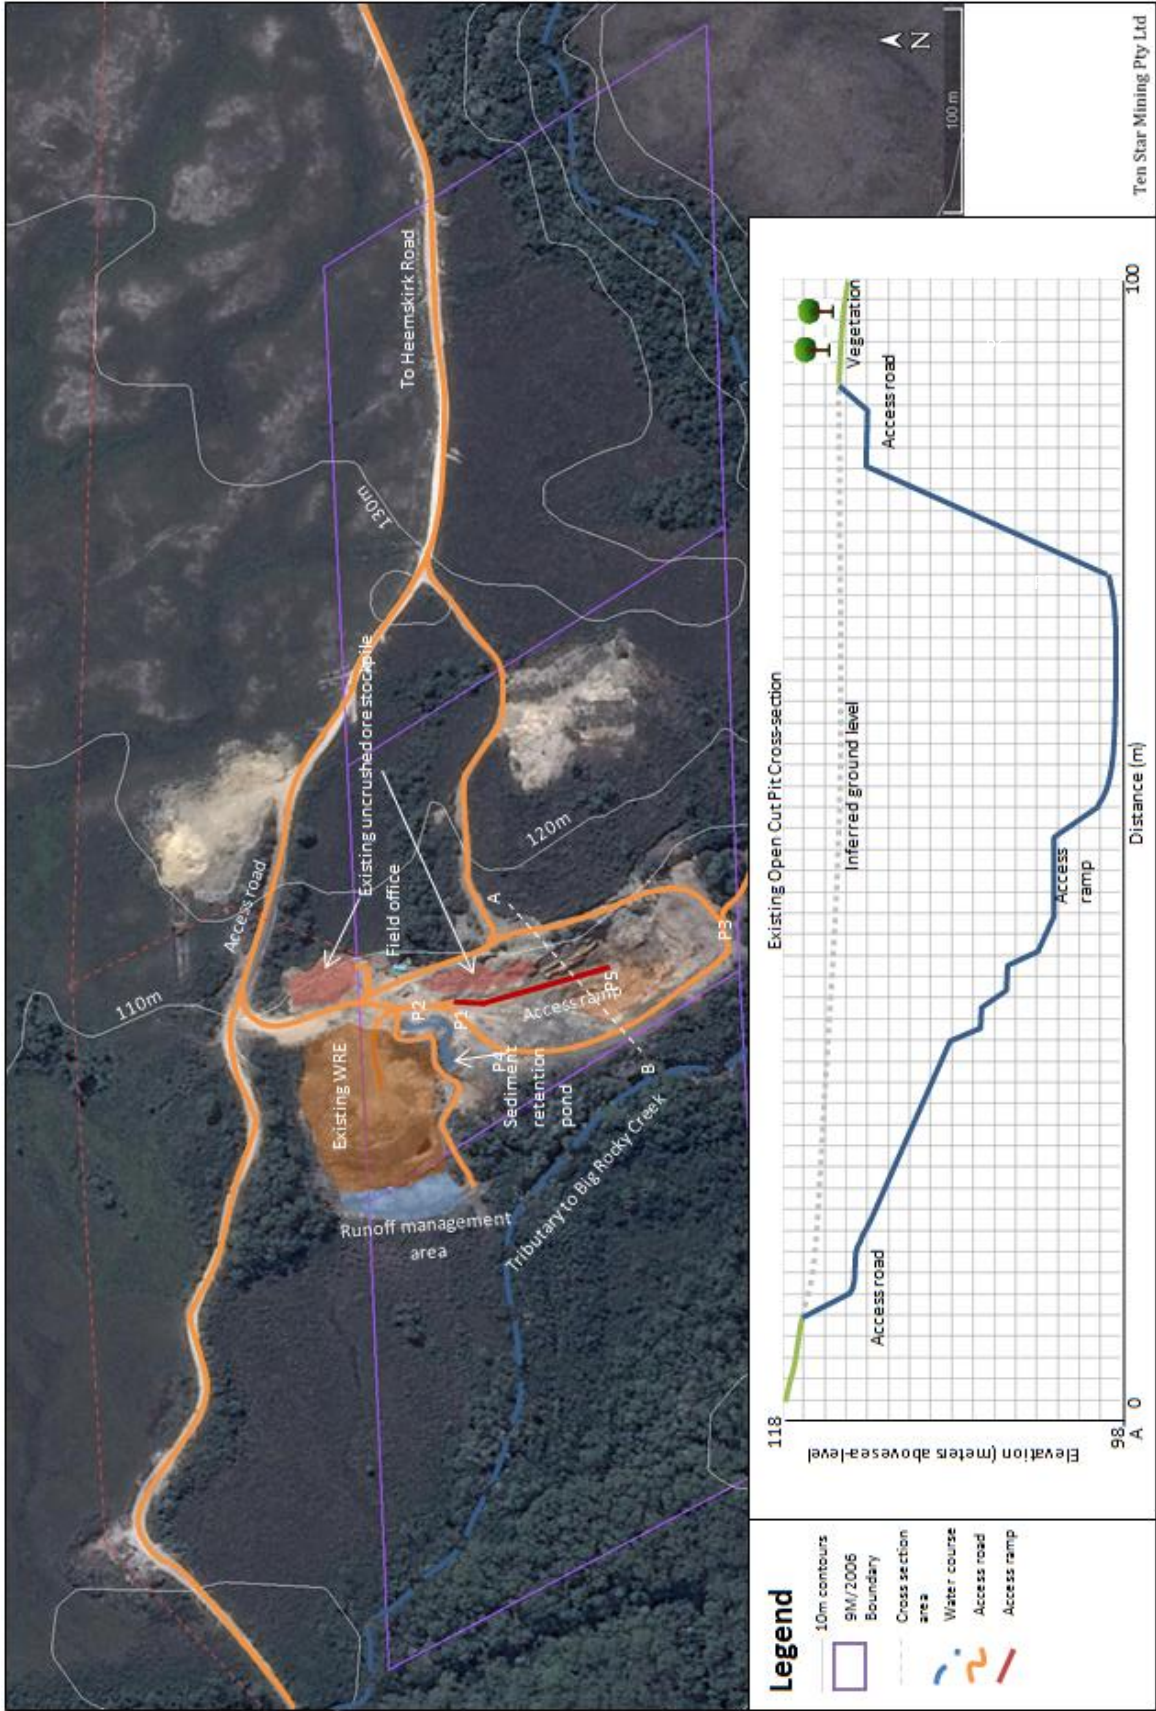 To Heemskirk Road
130m
Existing uncrushed ore stockpile
Field office
Access road
110m
120m
A
P3
P2
P1
P5
Access ramp
P4
B
Existing WRE
Sediment
retention
pond
Runoff management
area
Tributary to Big Rocky Creek
N
100 m
Legend
10m contours
9M/2006
Boundary
Cross section
area
Water course
Access road
Access ramp
Existing Open Cut Pit Cross-section
118
Elevation (meters above sea-level
98
A
0
Access road
Inferred ground level
Access
ramp
Distance (m)
Access road
Vegetation
100
Ten Star Mining Pty Ltd